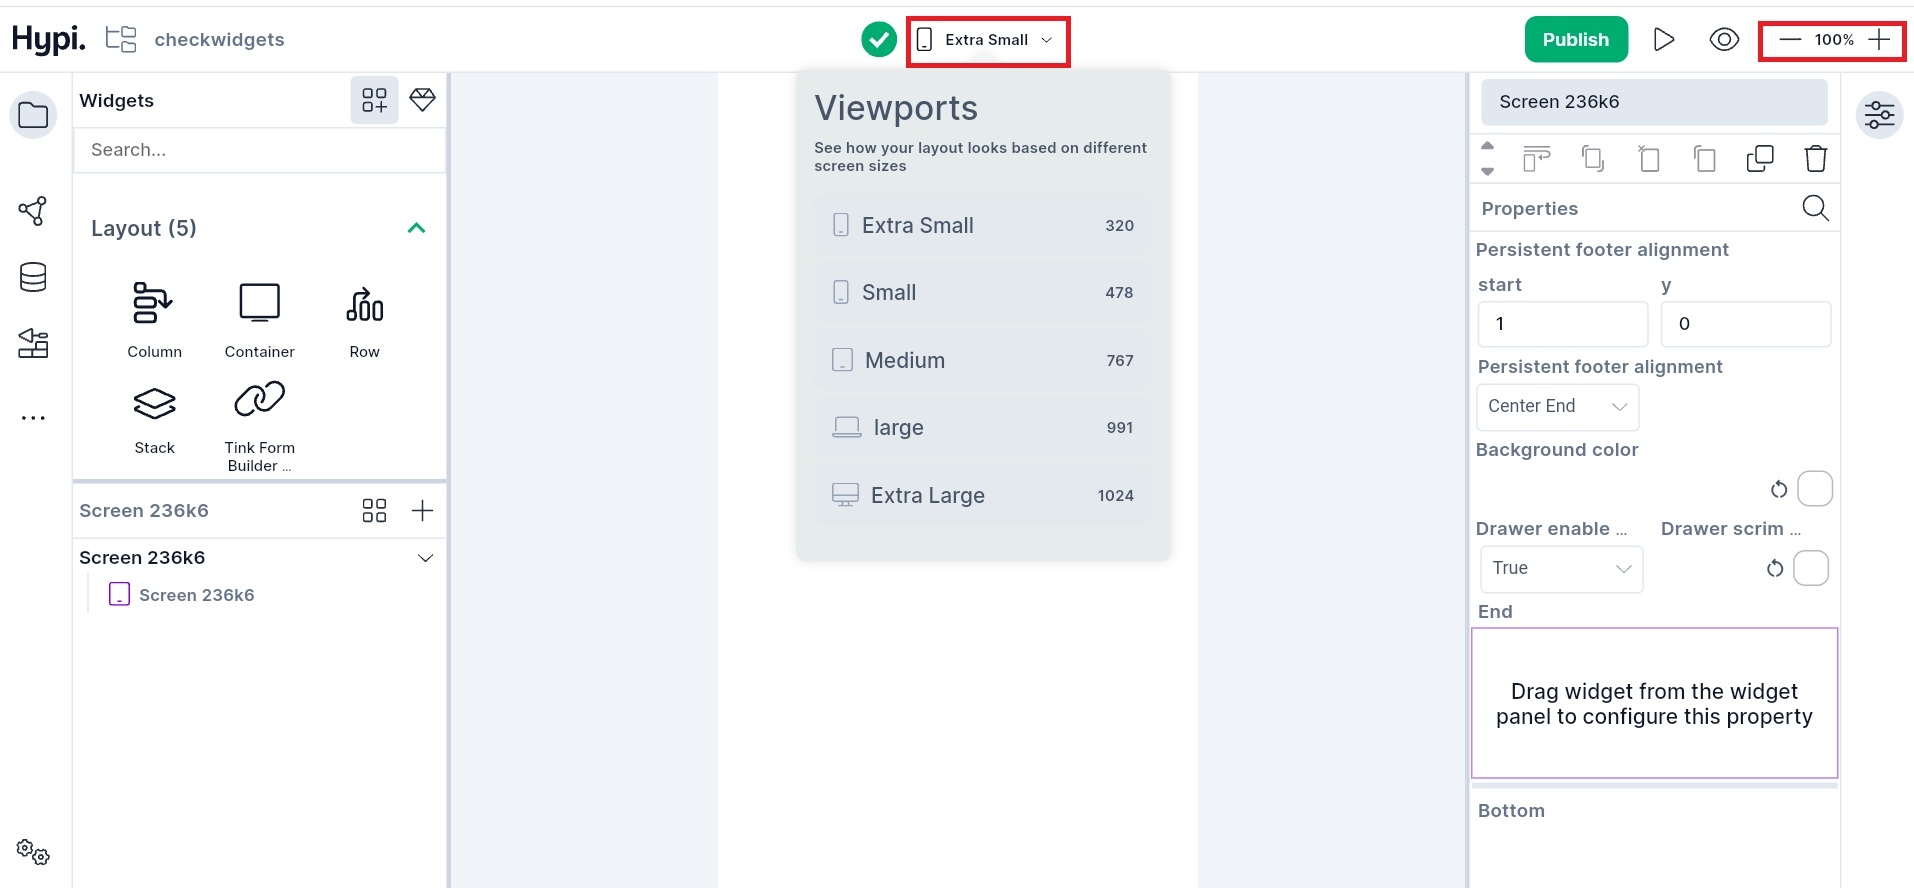 Hypi.
checkwidgets
Extra Small
Publish
100%
Widgets
Search...
Layout (5)
Column
Container
Row
Stack
Tink Form
Builder ...
Screen 236k6
Screen 236k6
Screen 236k6
Viewports
See how your layout looks based on different
screen sizes
Extra Small 320
Small 478
Medium 767
large 991
Extra Large 1024
Screen 236k6
Properties
Persistent footer alignment
start y
1 0
Persistent footer alignment
Center End
Background color
Drawer enable ... Drawer scrim ...
True
End
Drag widget from the widget
panel to configure this property
Bottom